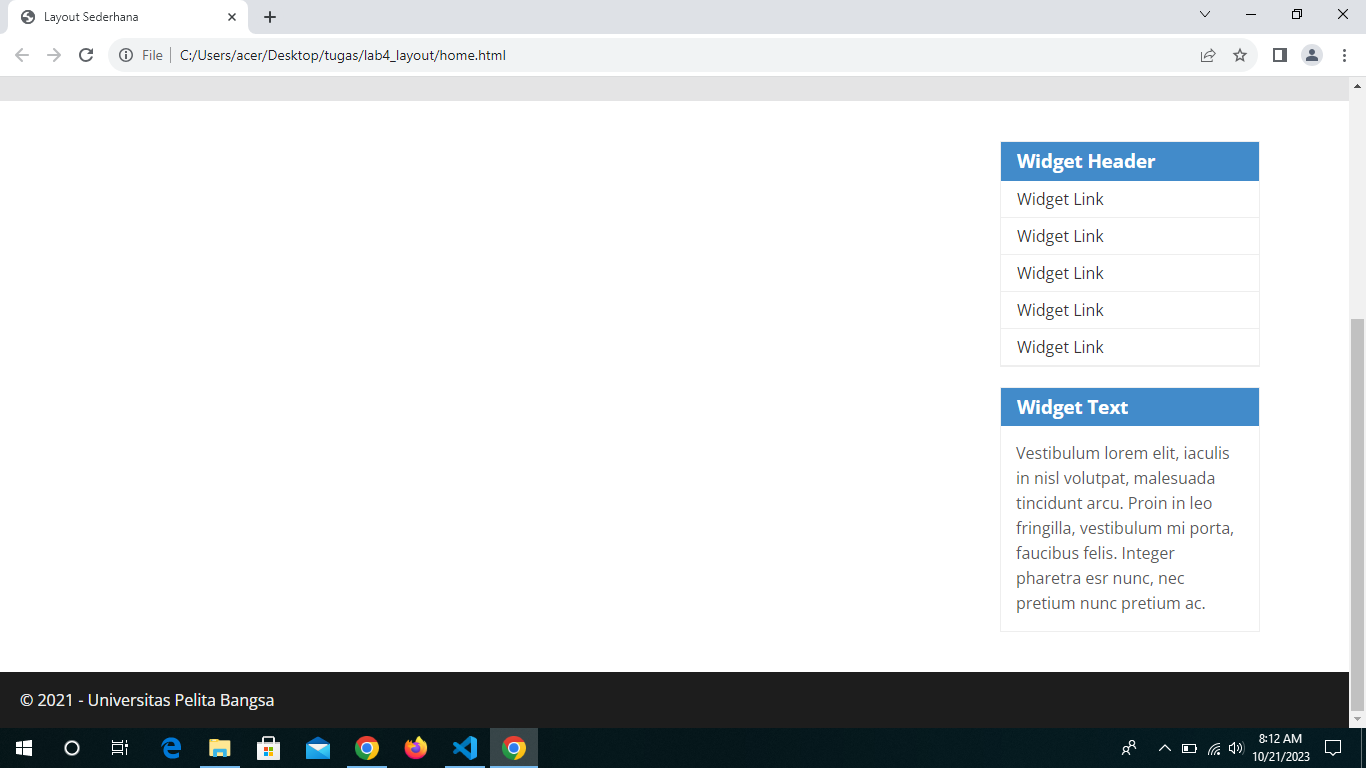 Layout Sederhana
File
C:/Users/acer/Desktop/tugas/lab4_layout/home.html
Widget Header
Widget Link
Widget Link
Widget Link
Widget Link
Widget Link
Widget Text
Vestibulum lorem elit, iaculis
in nisl volutpat, malesuada
tincidunt arcu. Proin in leo
fringilla, vestibulum mi porta,
faucibus felis. Integer
pharetra esr nunc, nec
pretium nunc pretium ac.
© 2021 - Universitas Pelita Bangsa
8:12 AM
10/21/2023